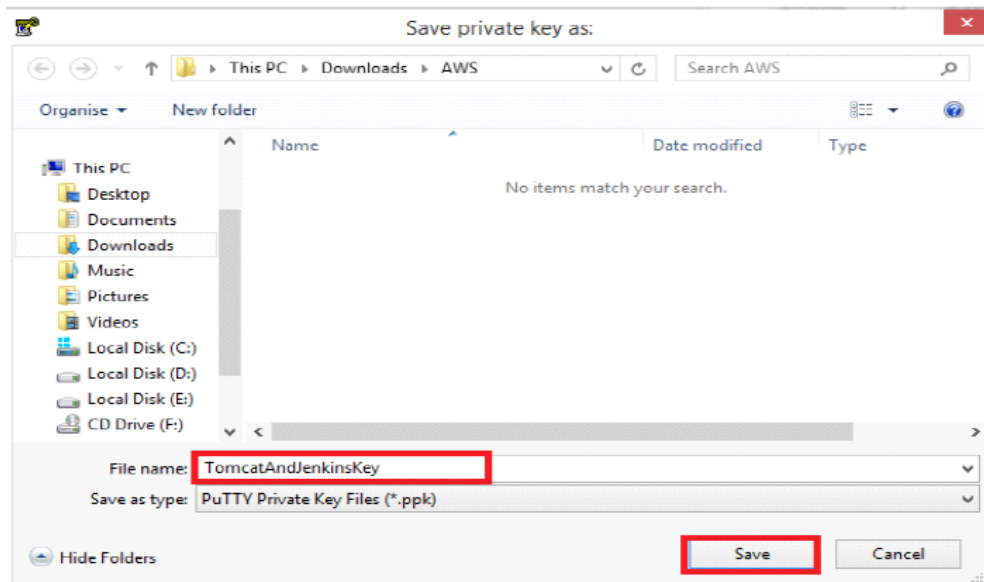 Save private key as:
This PC Downloads AWS Search AWS
Organise New folder
Name Date modified Type
No items match your search.
This PC
Desktop
Documents
Downloads
Music
Pictures
Videos
Local Disk (C:)
Local Disk (D:)
Local Disk (E:)
CD Drive (F:)
File name: TomcatAndJenkinsKey
Save as type: PuTTY Private Key Files (*.ppk)
Hide Folders Save Cancel